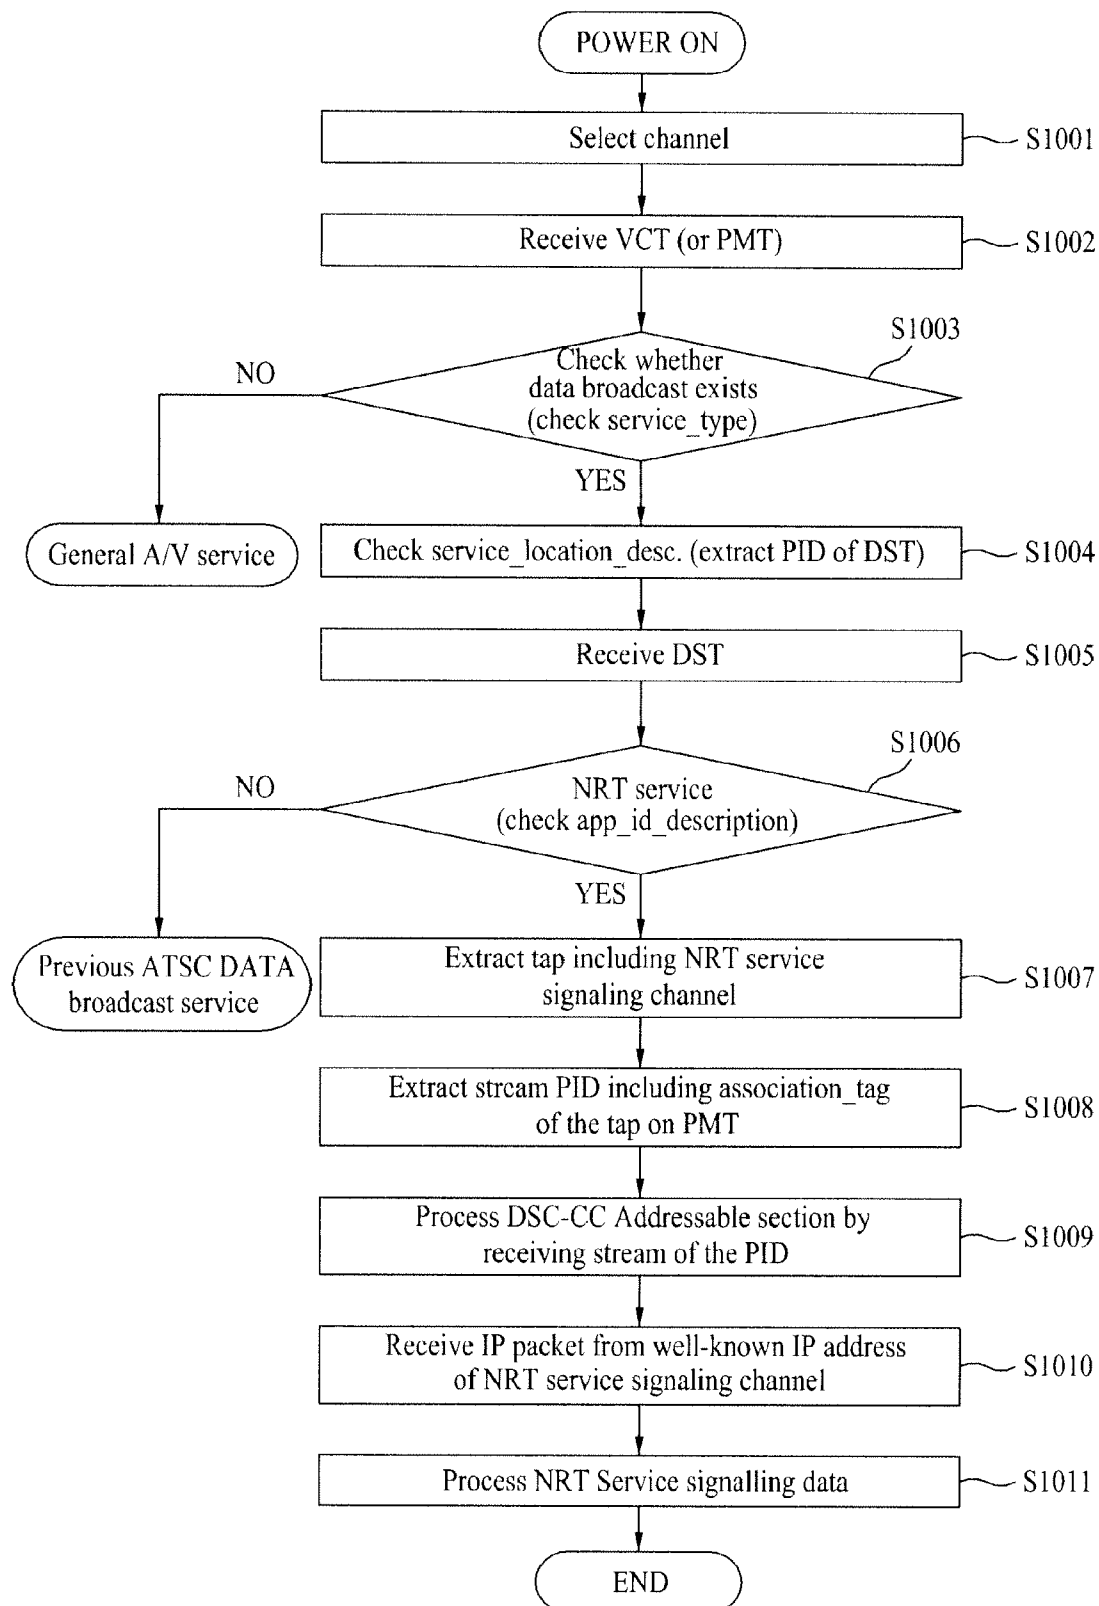 POWER ON
Select channel
S1001
Receive VCT (or PMT)
S1002
S1003
Check whether
data broadcast exists
(check service_type)
NO
YES
General A/V service
Check service_location_desc. (extract PID of DST)
S1004
Receive DST
S1005
S1006
NRT service
(check app_id_description)
NO
YES
Previous ATSC DATA
broadcast service
Extract tap including NRT service
signaling channel
S1007
Extract stream PID including association_tag
of the tap on PMT
S1008
Process DSC-CC Addressable section by
receiving stream of the PID
S1009
Receive IP packet from well-known IP address
of NRT service signaling channel
S1010
Process NRT Service signalling data
S1011
END